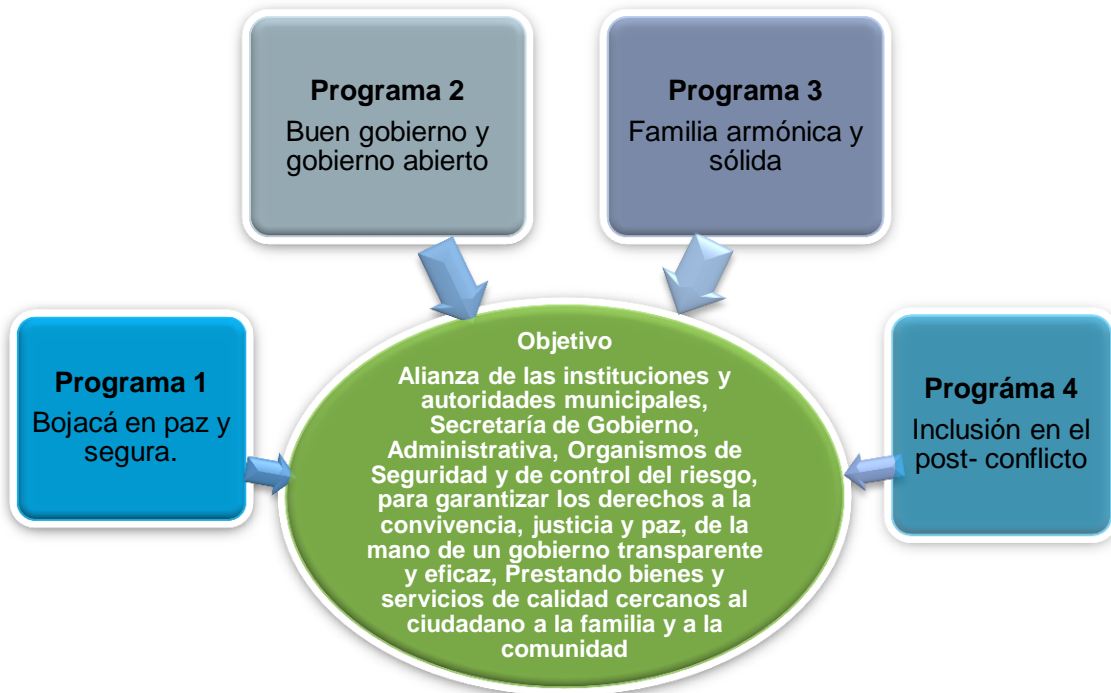 Programa 2
Buen gobierno y
gobierno abierto
Programa 3
Familia armónica y
sólida
Programa 1
Bojacá en paz y
segura.
Objetivo
Alianza de las instituciones y
autoridades municipales,
Secretaría de Gobierno,
Administrativa, Organismos de
Seguridad y de control del riesgo,
para garantizar los derechos a la
convivencia, justicia y paz, de la
mano de un gobierno transparente
y eficaz, Prestando bienes y
servicios de calidad cercanos al
ciudadano a la familia y a la
comunidad
Prográma 4
Inclusión en el
post- conflicto